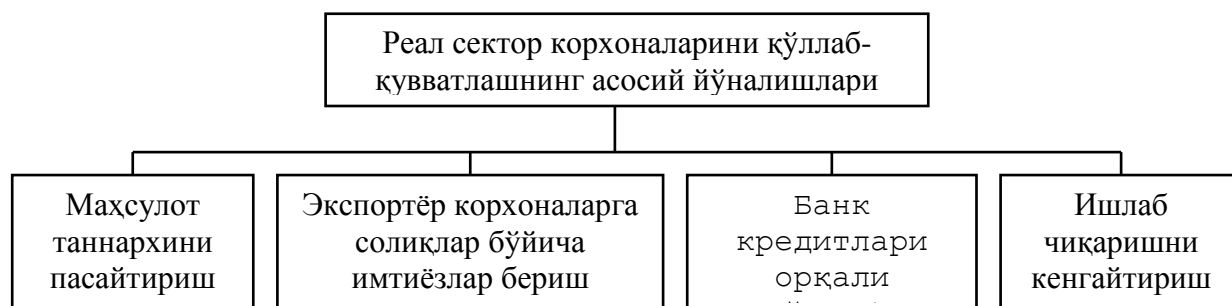 Реал сектор корхоналарини қўллаб-
қувватлашнинг асосий йўналишлари
Маҳсулот
таннархини
пасайтириш
Экспортёр корхоналарга
солиқлар бўйича
имтиёзлар бериш
Банк
кредитлари
орқали
Ишлаб
чиқаришни
кенгайтириш